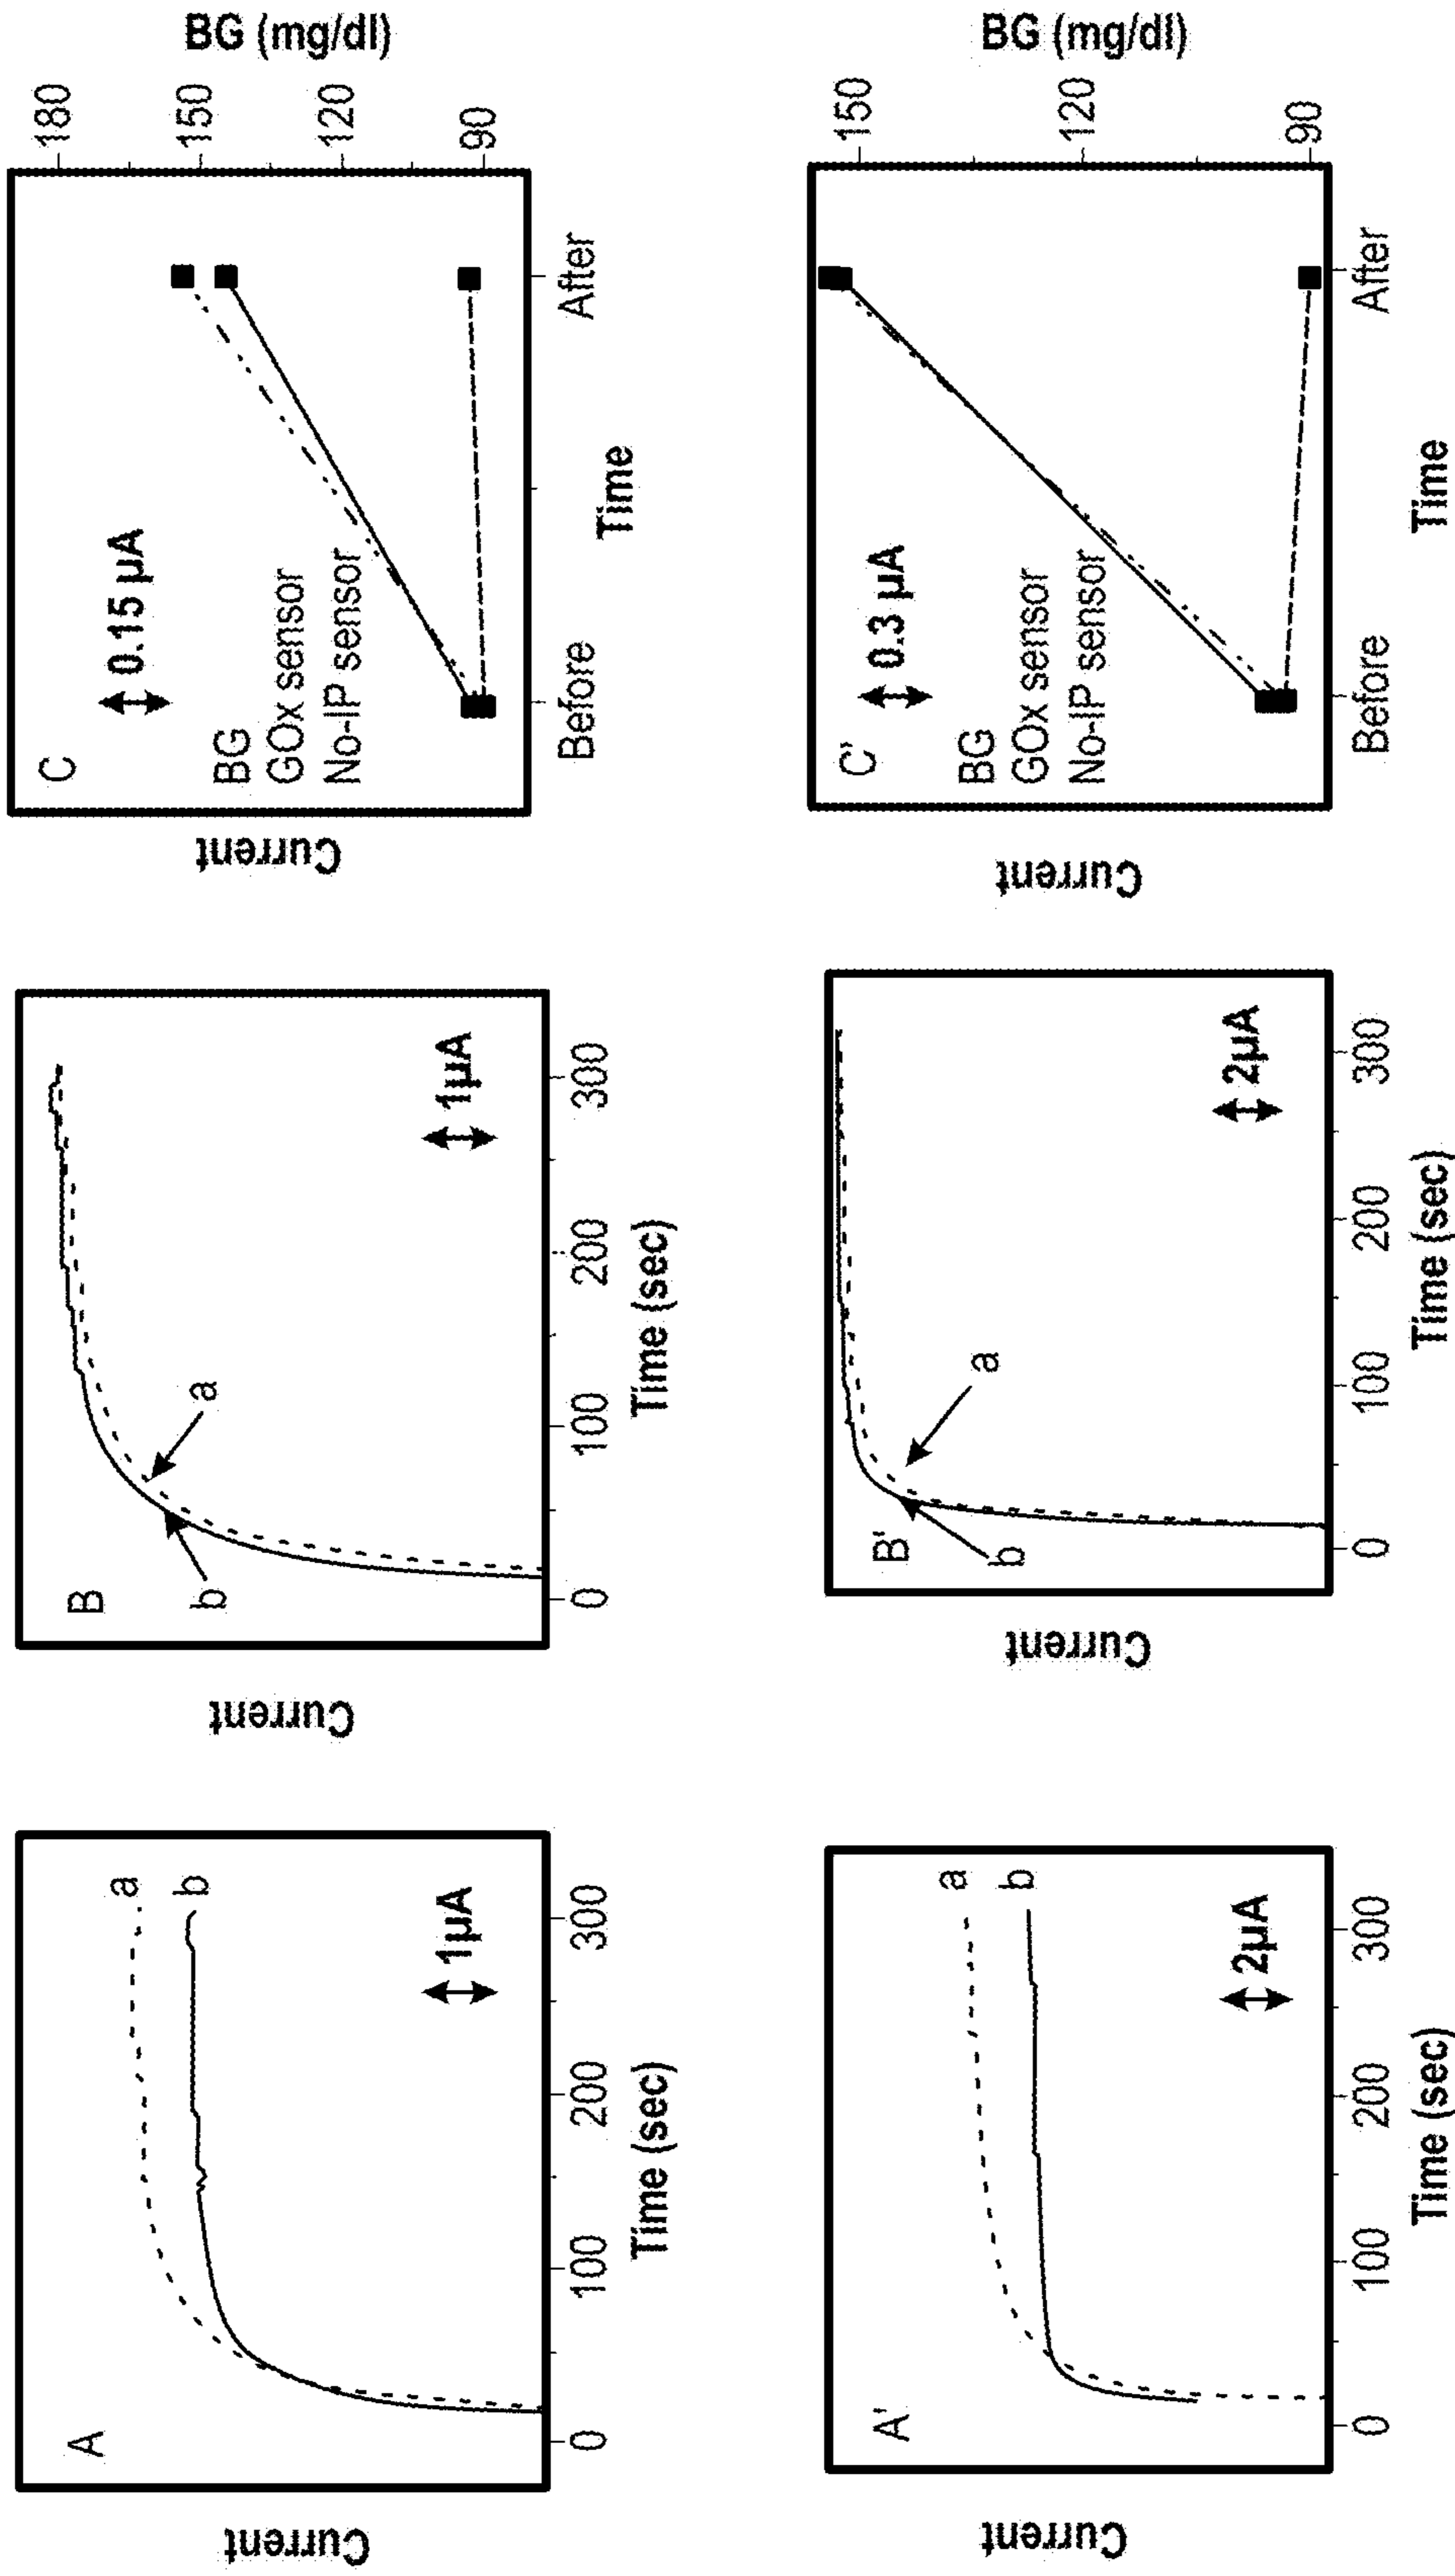 A
a
b
1µA
Current
0
100
200
300
Time (sec)
B
a
b
1µA
Current
0
100
200
300
Time (sec)
C
0.15 µA
BG
GOx sensor
No-IP sensor
Current
Before
After
Time
180
150
120
90
BG (mg/dl)
A'
a
b
2µA
Current
0
100
200
300
Time (sec)
B'
a
b
2µA
Current
0
100
200
300
Time (sec)
C'
0.3 µA
BG
GOx sensor
No-IP sensor
Current
Before
After
Time
150
120
90
BG (mg/dl)